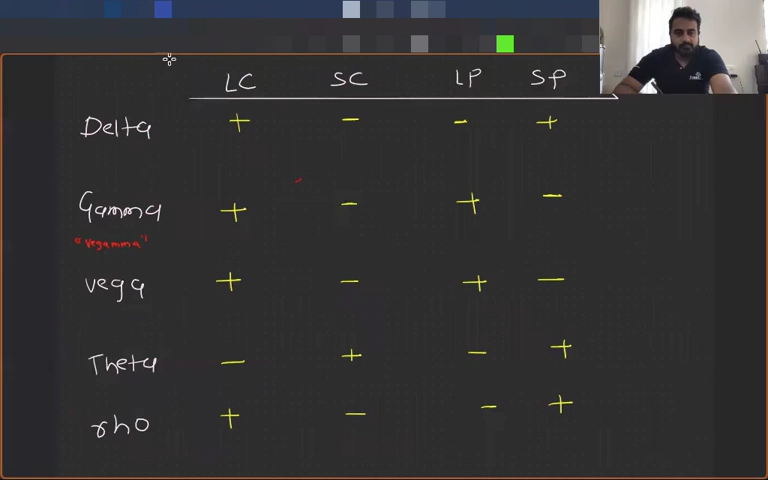 LC SC LP SP
Delta + - - +
Gamma + - + -
"vegamma"
vega + - + -
Theta - + - +
rho + - - +